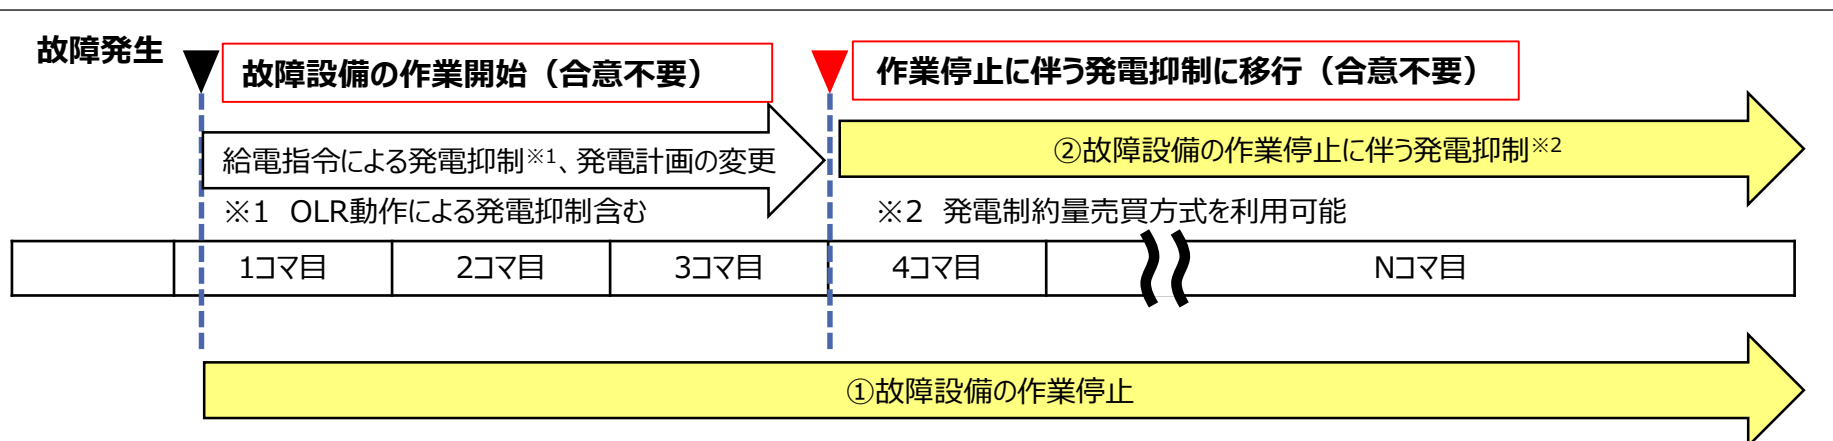 故障発生
故障設備の作業開始（合意不要）
作業停止に伴う発電抑制に移行（合意不要）
給電指令による発電抑制※1、発電計画の変更
②故障設備の作業停止に伴う発電抑制※2
※1　OLR動作による発電抑制含む
※2　発電制約量売買方式を利用可能
1コマ目
2コマ目
3コマ目
4コマ目
Nコマ目
①故障設備の作業停止